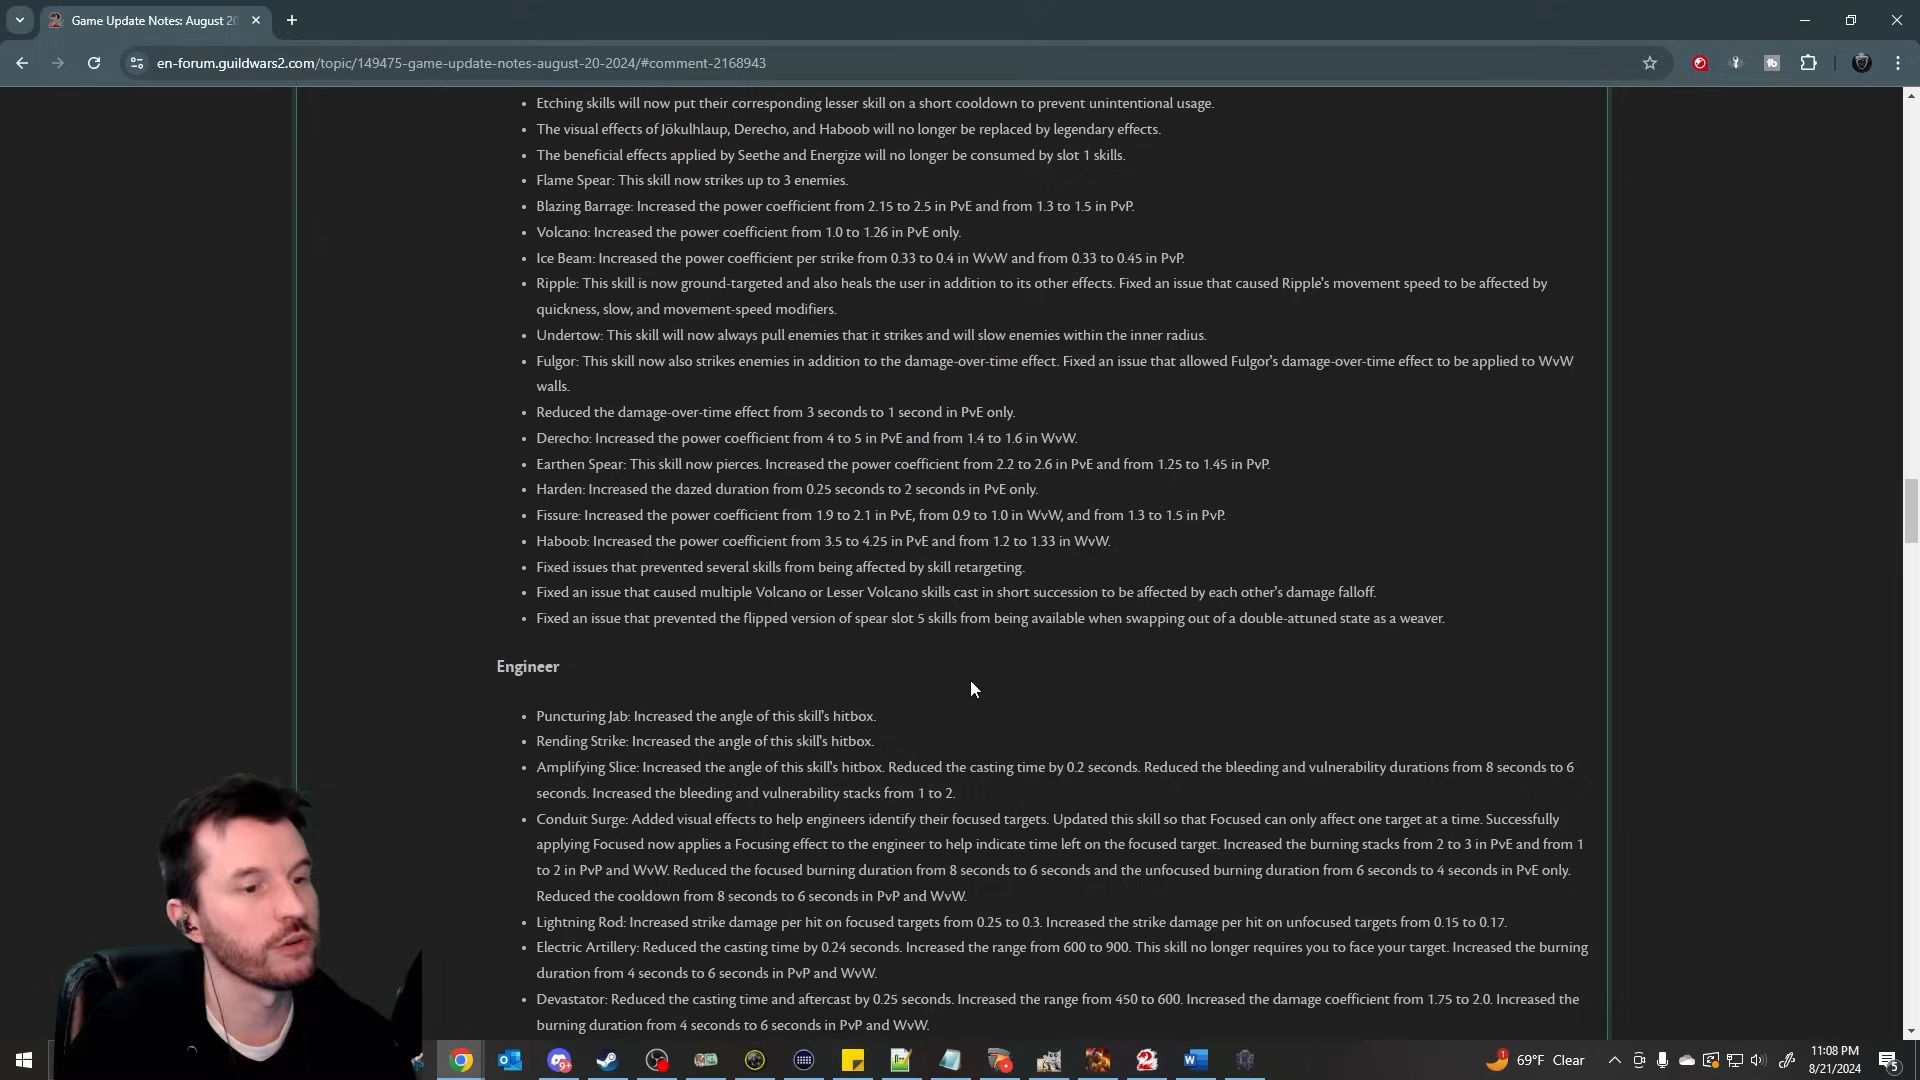 Game Update Notes: August 20
en-forum.guildwars2.com/topic/149475-game-update-notes-august-20-2024/#comment-2168943
Etching skills will now put their corresponding lesser skill on a short cooldown to prevent unintentional usage.
The visual effects of Jökulhlaup, Derecho, and Haboob will no longer be replaced by legendary effects.
The beneficial effects applied by Seethe and Energize will no longer be consumed by slot 1 skills.
Flame Spear: This skill now strikes up to 3 enemies.
Blazing Barrage: Increased the power coefficient from 2.15 to 2.5 in PvE and from 1.3 to 1.5 in PvP.
Volcano: Increased the power coefficient from 1.0 to 1.26 in PvE only.
Ice Beam: Increased the power coefficient per strike from 0.33 to 0.4 in WvW and from 0.33 to 0.45 in PvP.
Ripple: This skill is now ground-targeted and also heals the user in addition to its other effects. Fixed an issue that caused Ripple's movement speed to be affected by
quickness, slow, and movement-speed modifiers.
Undertow: This skill will now always pull enemies that it strikes and will slow enemies within the inner radius.
Fulgor: This skill now also strikes enemies in addition to the damage-over-time effect. Fixed an issue that allowed Fulgor's damage-over-time effect to be applied to WvW
walls.
Reduced the damage-over-time effect from 3 seconds to 1 second in PvE only.
Derecho: Increased the power coefficient from 4 to 5 in PvE and from 1.4 to 1.6 in WvW.
Earthen Spear: This skill now pierces. Increased the power coefficient from 2.2 to 2.6 in PvE and from 1.25 to 1.45 in PvP.
Harden: Increased the dazed duration from 0.25 seconds to 2 seconds in PvE only.
Fissure: Increased the power coefficient from 1.9 to 2.1 in PvE, from 0.9 to 1.0 in WvW, and from 1.3 to 1.5 in PvP.
Haboob: Increased the power coefficient from 3.5 to 4.25 in PvE and from 1.2 to 1.33 in WvW.
Fixed issues that prevented several skills from being affected by skill retargeting.
Fixed an issue that caused multiple Volcano or Lesser Volcano skills cast in short succession to be affected by each other's damage falloff.
Fixed an issue that prevented the flipped version of spear slot 5 skills from being available when swapping out of a double-attuned state as a weaver.
Engineer
Puncturing Jab: Increased the angle of this skill's hitbox.
Rending Strike: Increased the angle of this skill's hitbox.
Amplifying Slice: Increased the angle of this skill's hitbox. Reduced the casting time by 0.2 seconds. Reduced the bleeding and vulnerability durations from 8 seconds to 6
seconds. Increased the bleeding and vulnerability stacks from 1 to 2.
Conduit Surge: Added visual effects to help engineers identify their focused targets. Updated this skill so that Focused can only affect one target at a time. Successfully
applying Focused now applies a Focusing effect to the engineer to help indicate time left on the focused target. Increased the burning stacks from 2 to 3 in PvE and from 1
to 2 in PvP and WvW. Reduced the focused burning duration from 8 seconds to 6 seconds and the unfocused burning duration from 6 seconds to 4 seconds in PvE only.
Reduced the cooldown from 8 seconds to 6 seconds in PvP and WvW.
Lightning Rod: Increased strike damage per hit on focused targets from 0.25 to 0.3. Increased the strike damage per hit on unfocused targets from 0.15 to 0.17.
Electric Artillery: Reduced the casting time by 0.24 seconds. Increased the range from 600 to 900. This skill no longer requires you to face your target. Increased the burning
duration from 4 seconds to 6 seconds in PvP and WvW.
Devastator: Reduced the casting time and aftercast by 0.25 seconds. Increased the range from 450 to 600. Increased the damage coefficient from 1.75 to 2.0. Increased the
burning duration from 4 seconds to 6 seconds in PvP and WvW.
69°F Clear
11:08 PM
8/21/2024